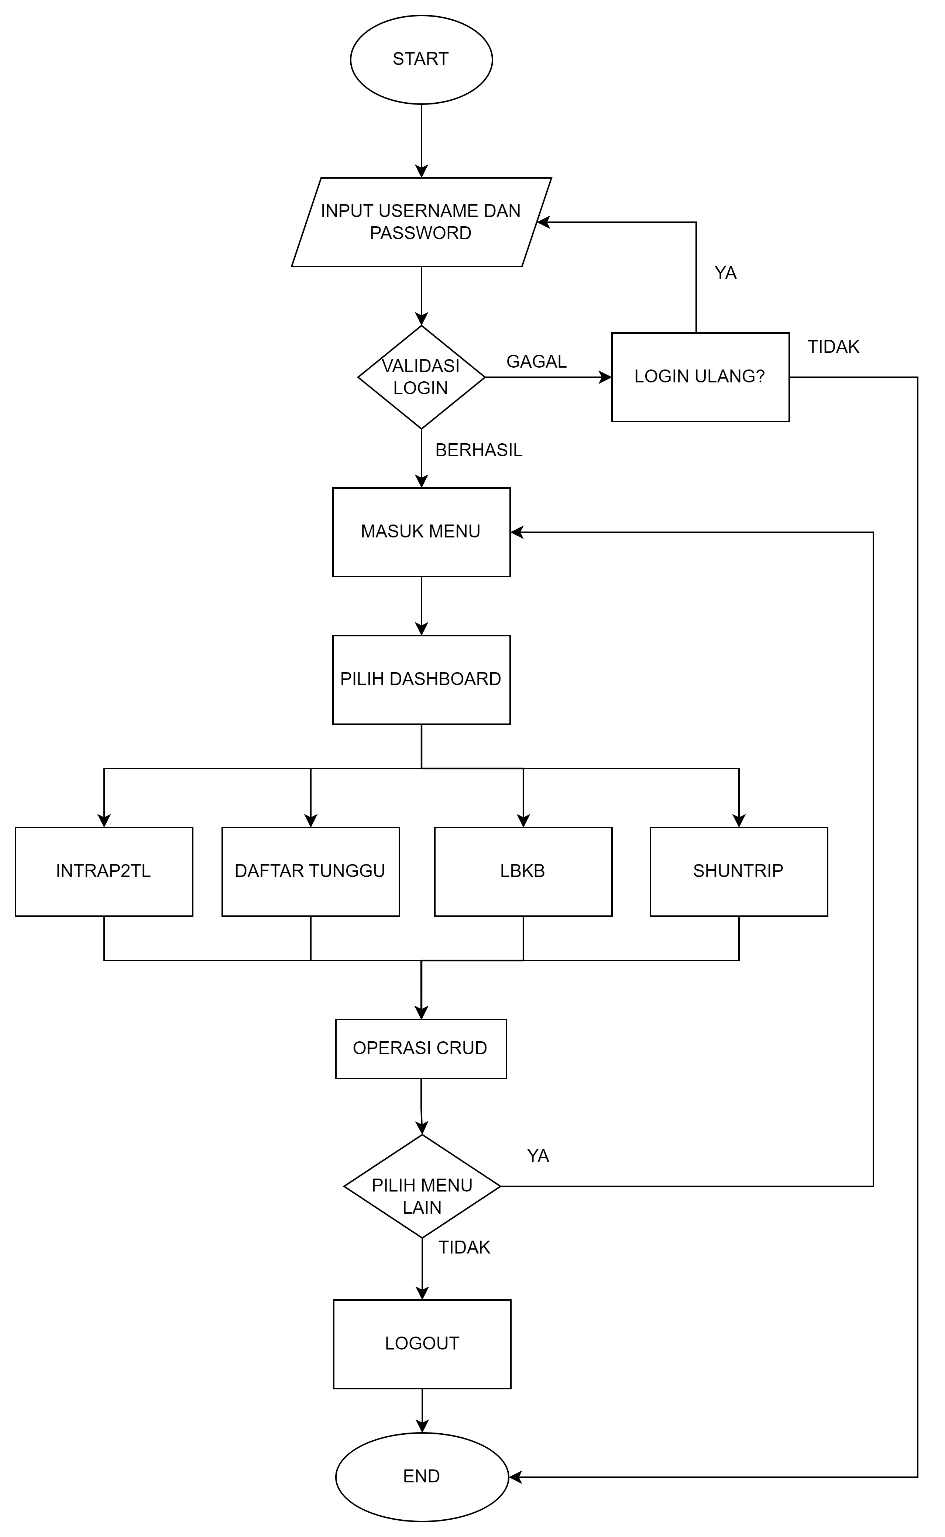 START
INPUT USERNAME DAN
PASSWORD
YA
VALIDASI
LOGIN
GAGAL
LOGIN ULANG?
TIDAK
BERHASIL
MASUK MENU
PILIH DASHBOARD
INTRAP2TL
DAFTAR TUNGGU
LBKB
SHUNTRIP
OPERASI CRUD
YA
PILIH MENU
LAIN
TIDAK
LOGOUT
END